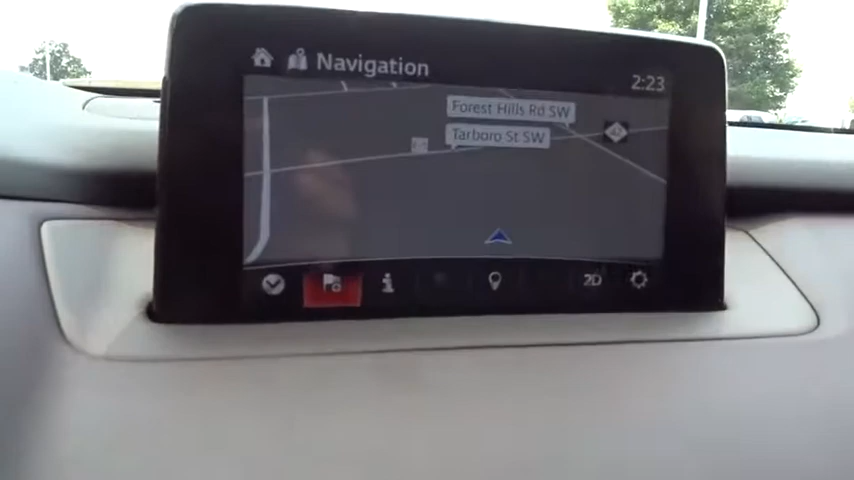 Navigation
2:23
Forest Hills Rd SW
Tarboro St SW
42
2D